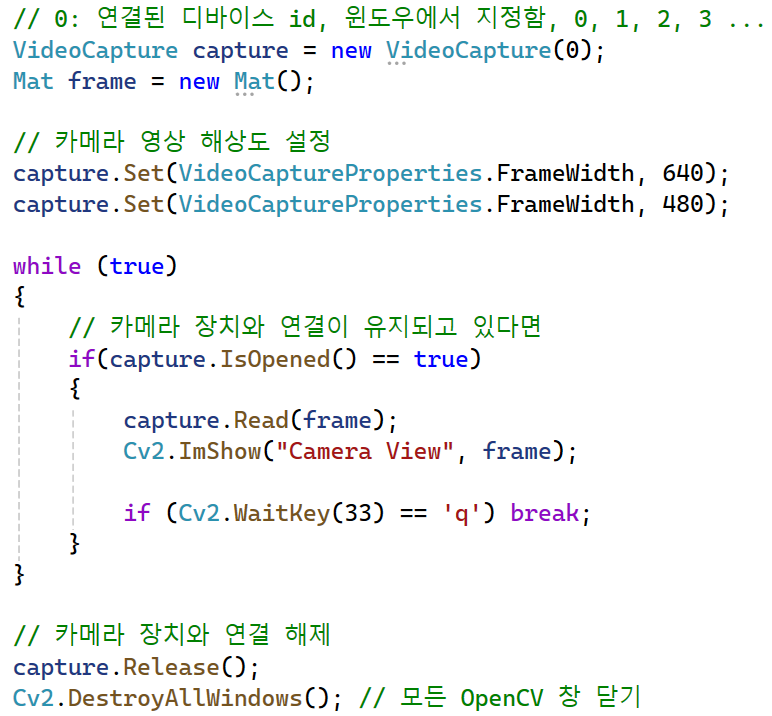 // 0: 연결된 디바이스 id, 윈도우에서 지정함, 0, 1, 2, 3 ...
VideoCapture capture = new VideoCapture(0);
Mat frame = new Mat();

// 카메라 영상 해상도 설정
capture.Set(VideoCaptureProperties.FrameWidth, 640);
capture.Set(VideoCaptureProperties.FrameWidth, 480);

while (true)
{
    // 카메라 장치와 연결이 유지되고 있다면
    if(capture.IsOpened() == true)
    {
        capture.Read(frame);
        Cv2.ImShow("Camera View", frame);

        if (Cv2.WaitKey(33) == 'q') break;
    }
}

// 카메라 장치와 연결 해제
capture.Release();
Cv2.DestroyAllWindows(); // 모든 OpenCV 창 닫기